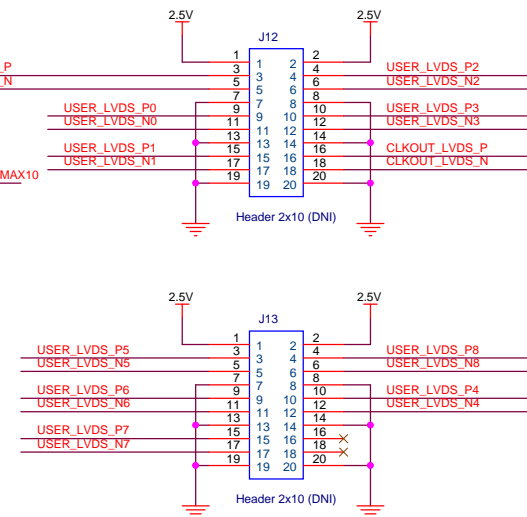 2.5V 2.5V
J12
1 1 2 2
_P 3 3 4 4 USER_LVDS_P2
_N 5 5 6 6 USER_LVDS_N2
7 7 8 8
USER_LVDS_P0 9 9 10 10 USER_LVDS_P3
USER_LVDS_N0 11 11 12 12 USER_LVDS_N3
13 13 14 14
USER_LVDS_P1 15 15 16 16 CLKOUT_LVDS_P
USER_LVDS_N1 17 17 18 18 CLKOUT_LVDS_N
MAX10 19 19 20 20
Header 2x10 (DNI)
2.5V 2.5V
J13
1 1 2 2
USER_LVDS_P5 3 3 4 4 USER_LVDS_P8
USER_LVDS_N5 5 5 6 6 USER_LVDS_N8
7 7 8 8
USER_LVDS_P6 9 9 10 10 USER_LVDS_P4
USER_LVDS_N6 11 11 12 12 USER_LVDS_N4
13 13 14 14
USER_LVDS_P7 15 15 16 16
USER_LVDS_N7 17 17 18 18
19 19 20 20
Header 2x10 (DNI)